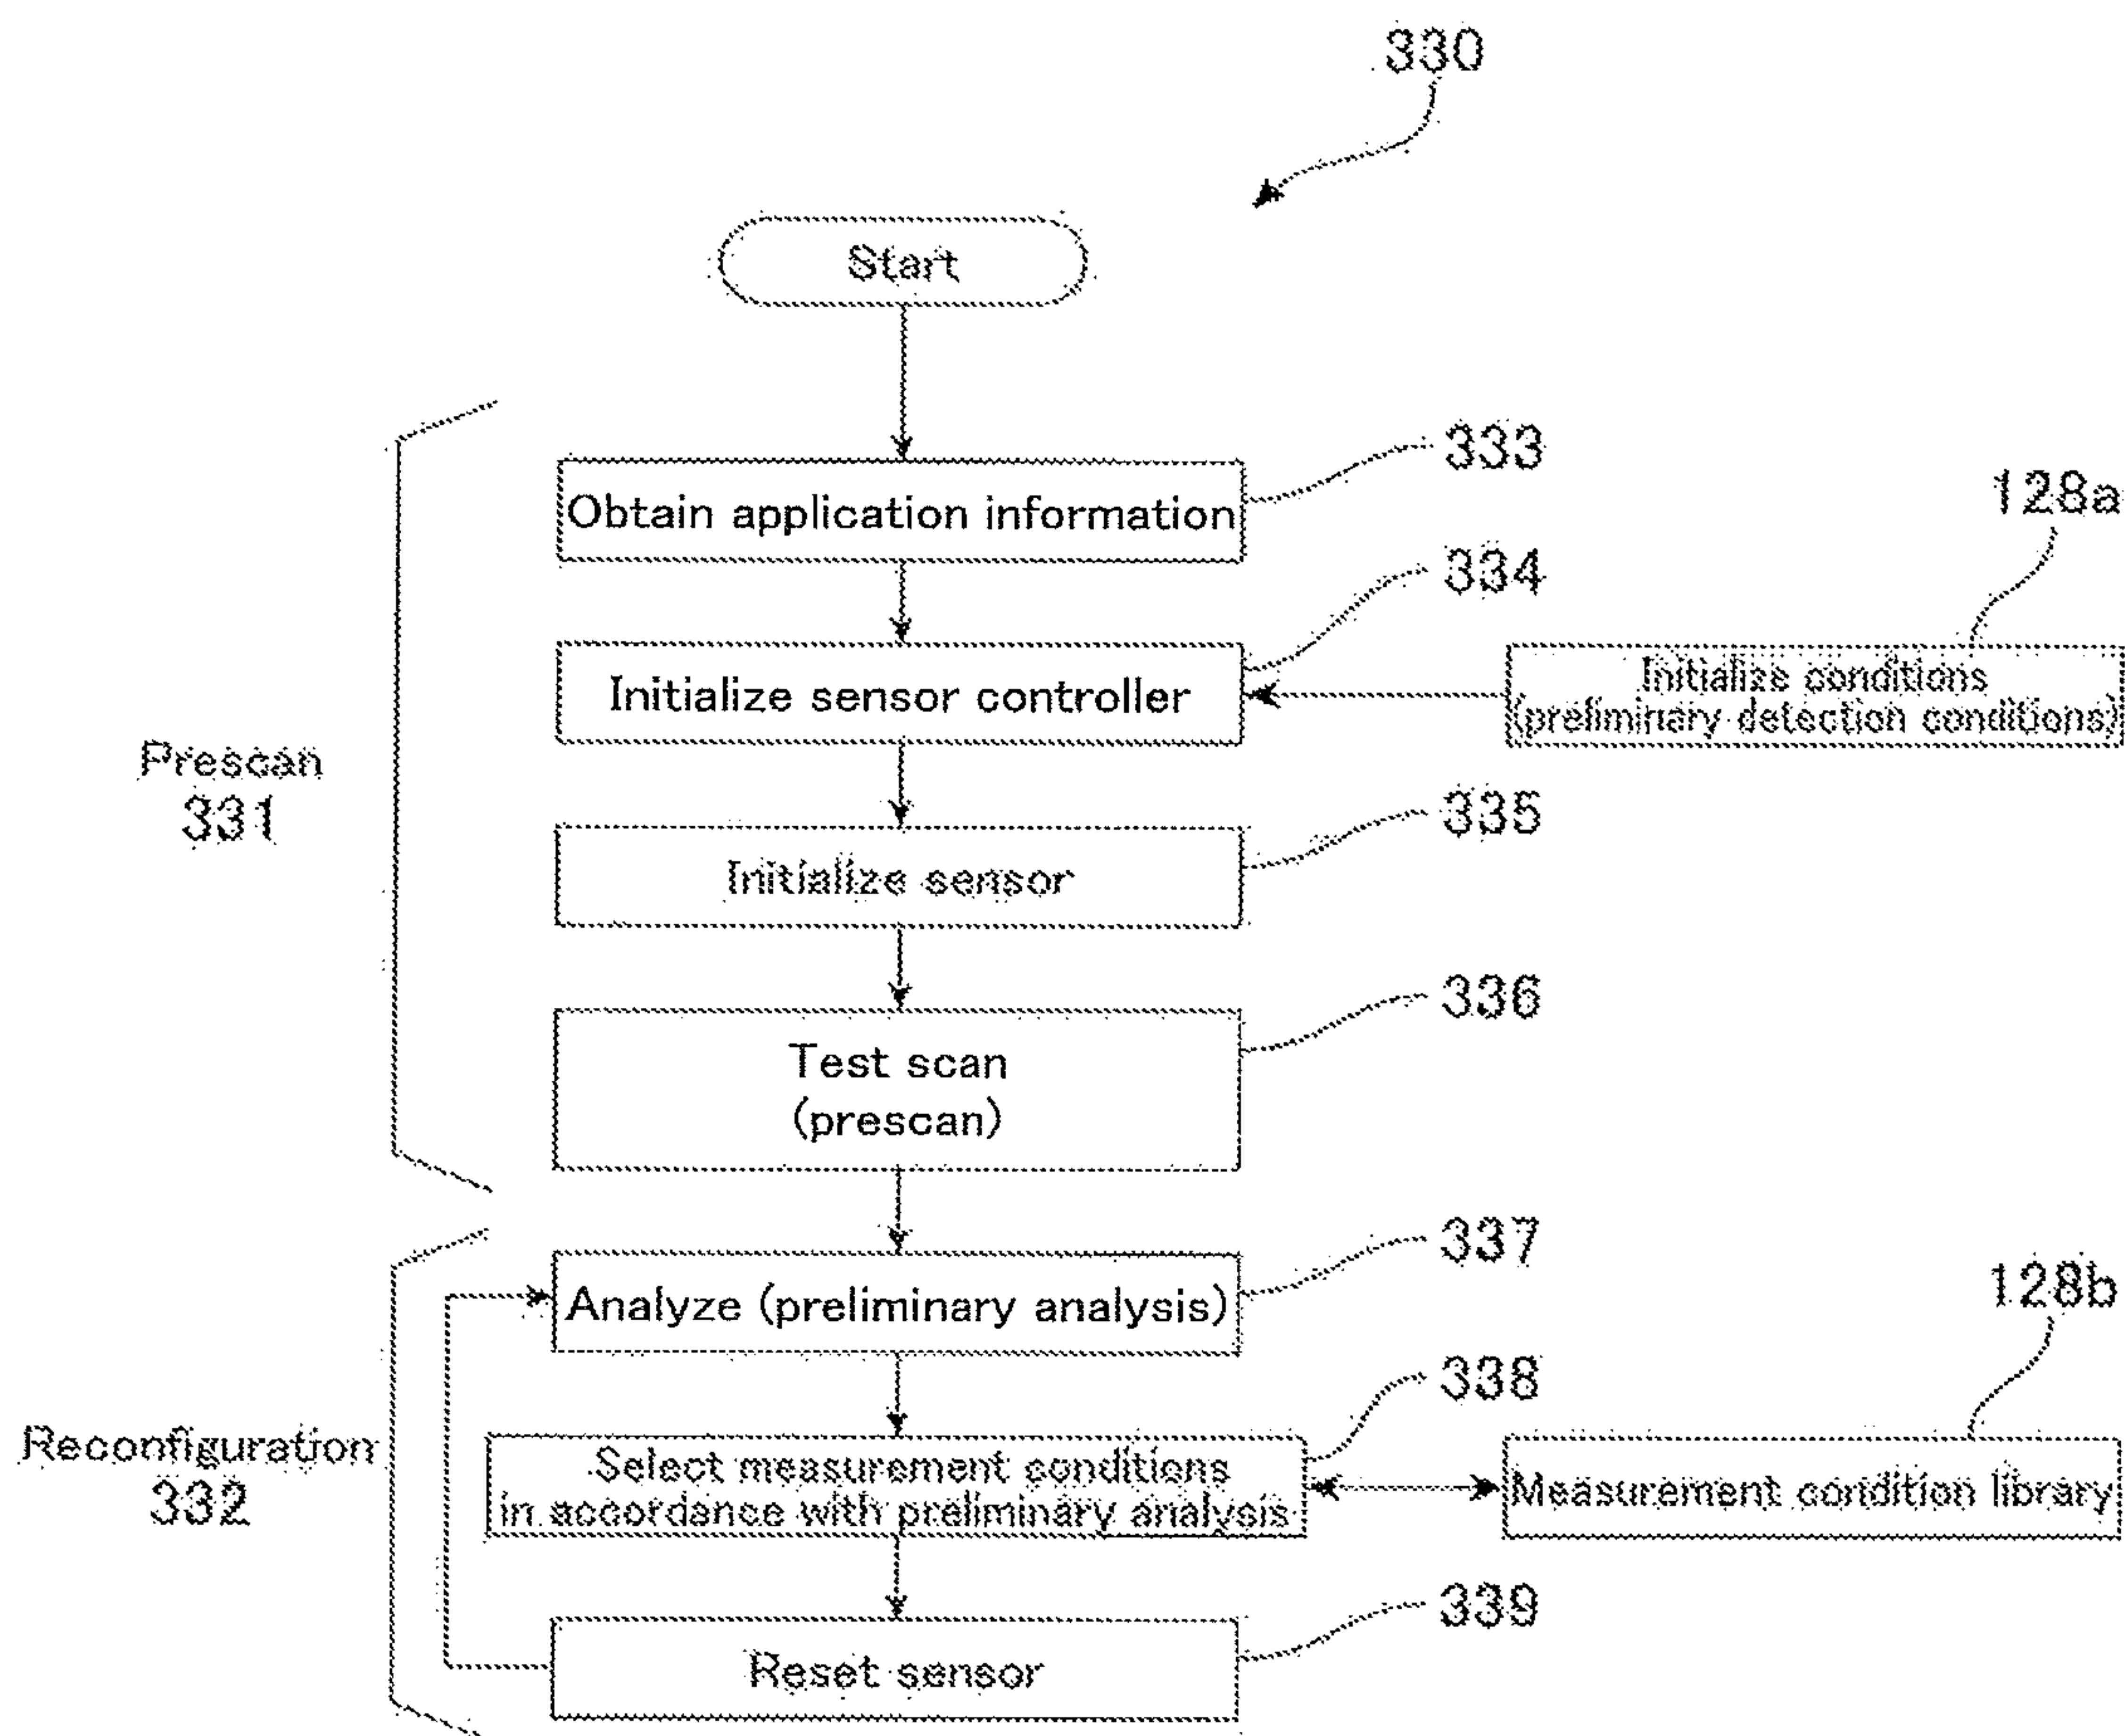 330
Start
333
Obtain application information
128a
334
Initialize sensor controller
Initialize conditions
(preliminary detection conditions)
Prescan
331
335
Initialize sensor
336
Test scan
(prescan)
337
Analyze (preliminary analysis)
128b
338
Reconfiguration
332
Select measurement conditions
in accordance with preliminary analysis
Measurement condition library
339
Reset sensor